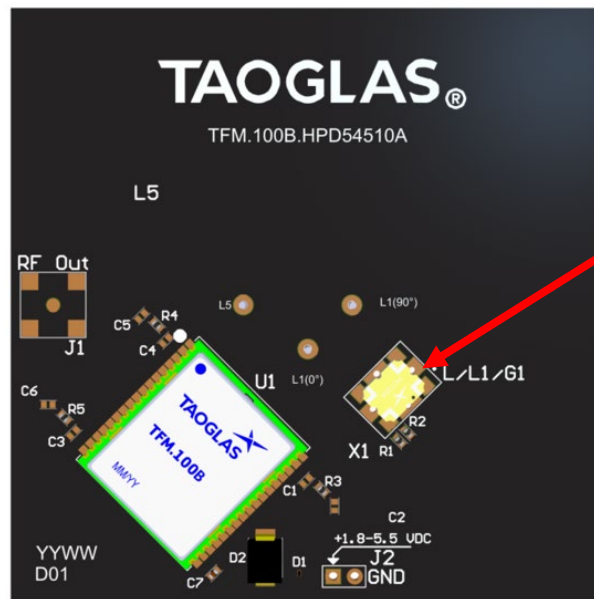 TAOGLAS®
TFM.100B.HPD54510A
L5
RF Out
J1
L5
L1(90°)
L1(0°)
C5
R4
C4
U1
L/L1/G1
C6
R5
C3
TAOGLAS
TFM.100B
MM/YY
X1
R2
R1
C1
R3
C2
+1.8-5.5 VDC
J2
GND
YYWW
D01
C7
D2
D1